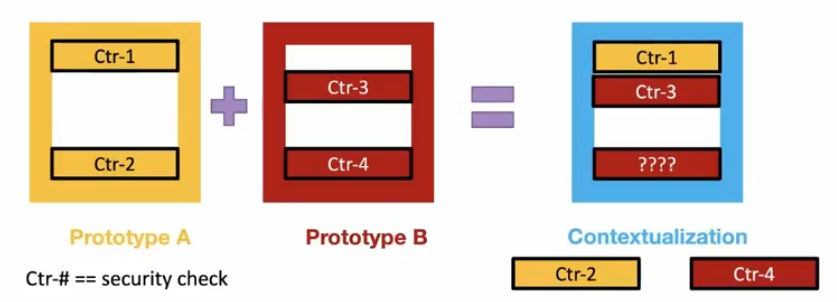 Ctr-1
Ctr-2
Prototype A
Ctr-3
Ctr-4
Prototype B
Ctr-1
Ctr-3
????
Contextualization
Ctr-# == security check
Ctr-2
Ctr-4